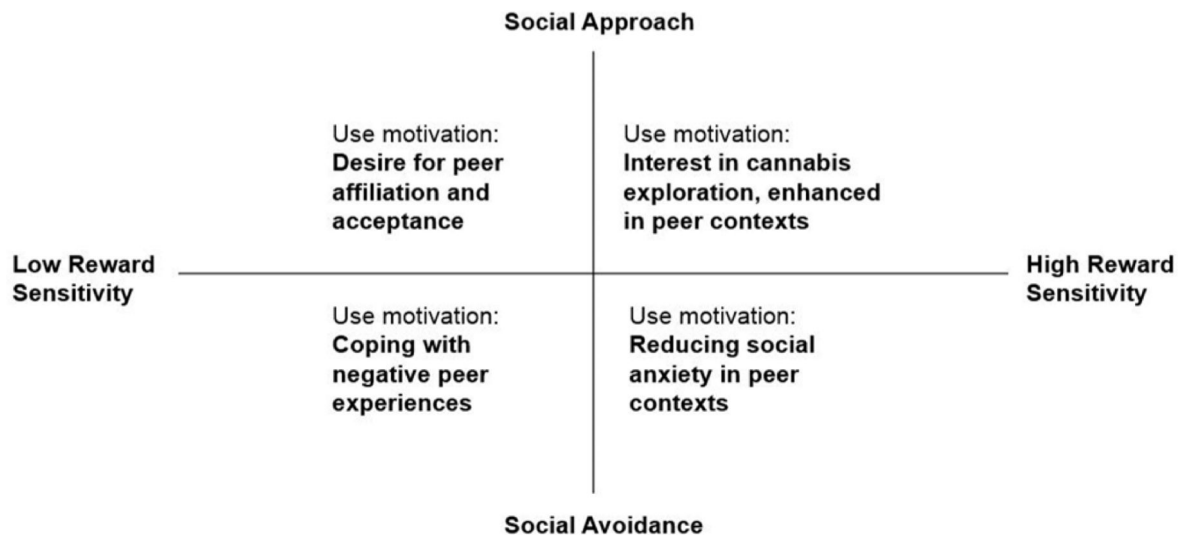 Social Approach
Use motivation:
Desire for peer
affiliation and
acceptance
Use motivation:
Interest in cannabis
exploration, enhanced
in peer contexts
Low Reward
Sensitivity
High Reward
Sensitivity
Use motivation:
Coping with
negative peer
experiences
Use motivation:
Reducing social
anxiety in peer
contexts
Social Avoidance